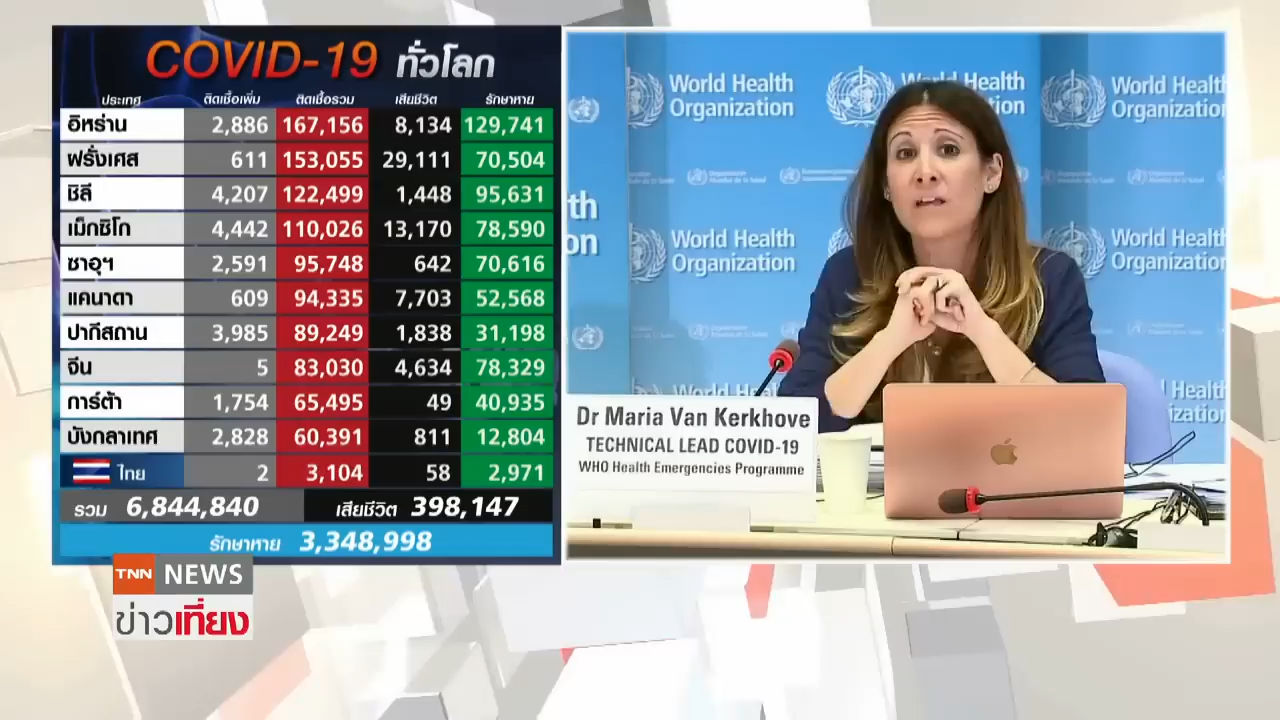 COVID-19 ทั่วโลก
ประเทศ ติดเชื้อเพิ่ม ติดเชื้อรวม เสียชีวิต รักษาหาย
อิหร่าน 2,886 167,156 8,134 129,741
ฝรั่งเศส 611 153,055 29,111 70,504
ชิลี 4,207 122,499 1,448 95,631
เม็กซิโก 4,442 110,026 13,170 78,590
ซาอุฯ 2,591 95,748 642 70,616
แคนาดา 609 94,335 7,703 52,568
ปากีสถาน 3,985 89,249 1,838 31,198
จีน 5 83,030 4,634 78,329
การ์ต้า 1,754 65,495 49 40,935
บังกลาเทศ 2,828 60,391 811 12,804
ไทย 2 3,104 58 2,971
รวม 6,844,840 เสียชีวิต 398,147
รักษาหาย 3,348,998
TNN NEWS
ข่าวเที่ยง
World Health
Organization
World Health
Organization
World Health
Organization
th
on
World Health
Organization
World Health
Organization
Dr Maria Van Kerkhove
TECHNICAL LEAD COVID-19
WHO Health Emergencies Programme